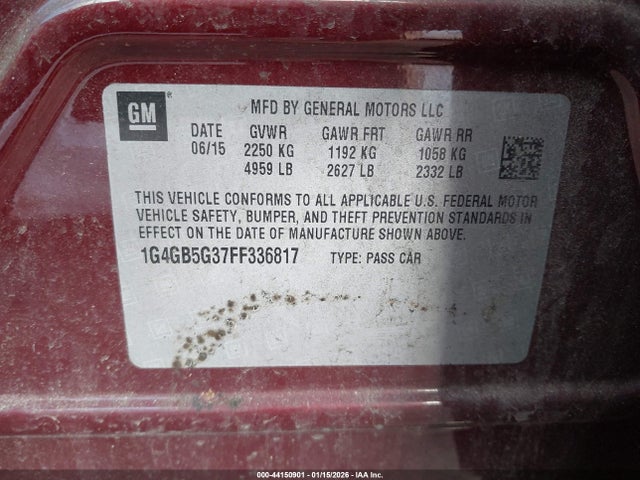 GM ®
MFD BY GENERAL MOTORS LLC
DATE GVWR GAWR FRT GAWR RR
06/15 2250 KG 1192 KG 1058 KG
4959 LB 2627 LB 2332 LB
THIS VEHICLE CONFORMS TO ALL APPLICABLE U.S. FEDERAL MOTOR
VEHICLE SAFETY, BUMPER, AND THEFT PREVENTION STANDARDS IN
EFFECT ON THE DATE OF MANUFACTURE SHOWN ABOVE.
1G4GB5G37FF336817 TYPE: PASS CAR
000-44150901 - 01/15/2026 - IAA Inc.